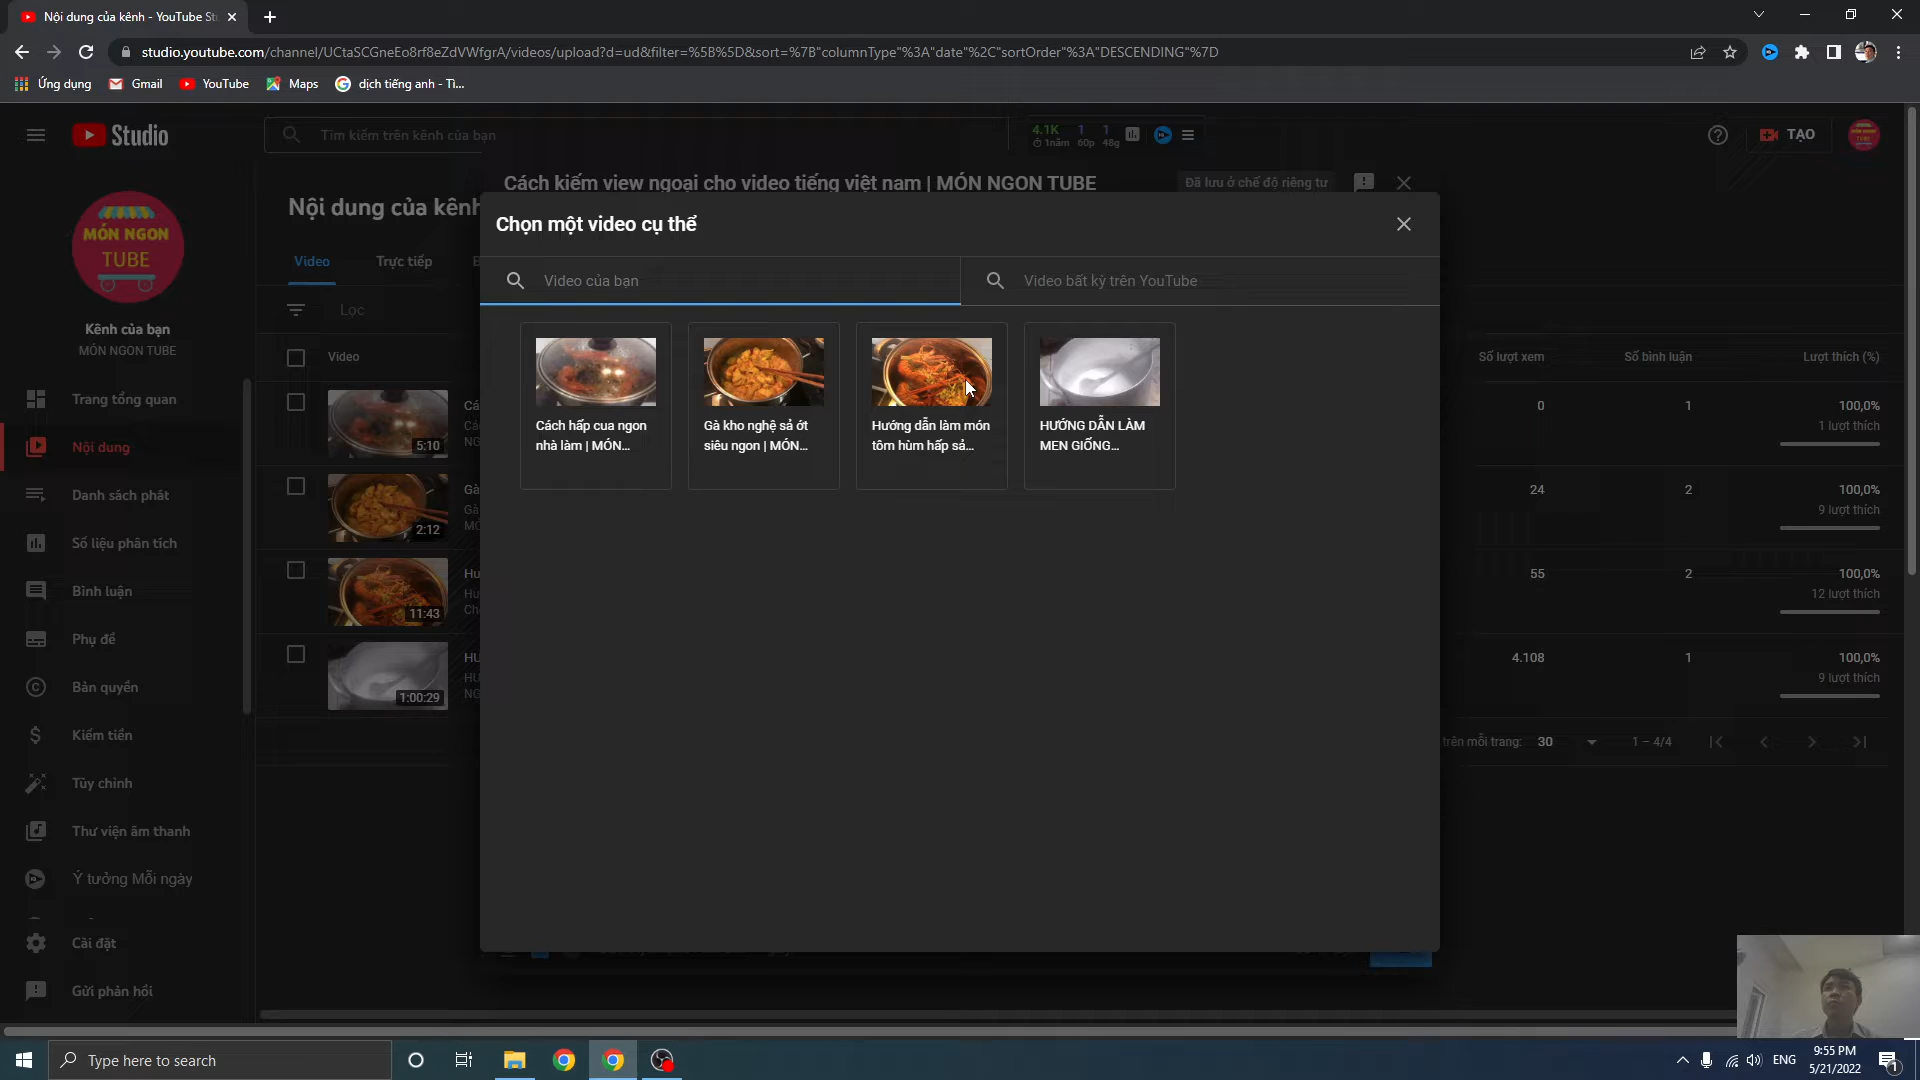 Nội dung của kênh - YouTube St
studio.youtube.com/channel/UCtaSCGneEo8rf8eZdVWfgrA/videos/upload?d=ud&filter=%5B%5D&sort=%7B"columnType"%3A"date"%2C"sortOrder"%3A"DESCENDING"%7D
Ứng dụng
Gmail
YouTube
Maps
dịch tiếng anh - Ti...
Studio
Tìm kiếm trên kênh của bạn
4.1K 1 1
1năm 60p 48g
TẠO
Cách kiếm view ngoại cho video tiếng việt nam | MÓN NGON TUBE
Đã lưu ở chế độ riêng tư
Nội dung của kênh
Chọn một video cụ thể
MÓN NGON
TUBE
Video
Trực tiếp
Video của bạn
Video bất kỳ trên YouTube
Lọc
Kênh của bạn
MÓN NGON TUBE
Video
Số lượt xem
Số bình luận
Lượt thích (%)
Cách hấp cua ngon
nhà làm | MÓN...
Gà kho nghệ sả ớt
siêu ngon | MÓN...
Hướng dẫn làm món
tôm hùm hấp sả...
HƯỚNG DẪN LÀM
MEN GIỐNG...
Trang tổng quan
Nội dung
Danh sách phát
Số liệu phân tích
Bình luận
Phụ đề
Bản quyền
Kiếm tiền
Tùy chỉnh
Thư viện âm thanh
Ý tưởng Mỗi ngày
Cài đặt
Gửi phản hồi
5:10
0
1
100,0%
1 lượt thích
2:12
24
2
100,0%
9 lượt thích
11:43
55
2
100,0%
12 lượt thích
1:00:29
4.108
1
100,0%
9 lượt thích
trên mỗi trang: 30
1 – 4/4
Type here to search
ENG
9:55 PM
5/21/2022
1